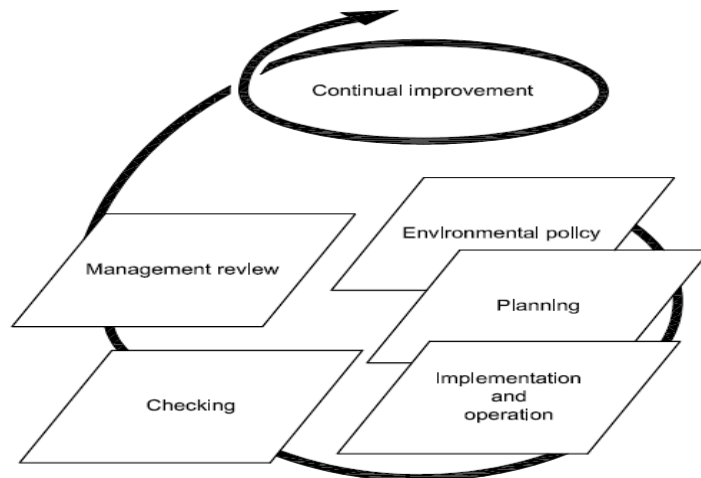 Continual improvement
Environmental policy
Management review
Planning
Implementation
and
operation
Checking